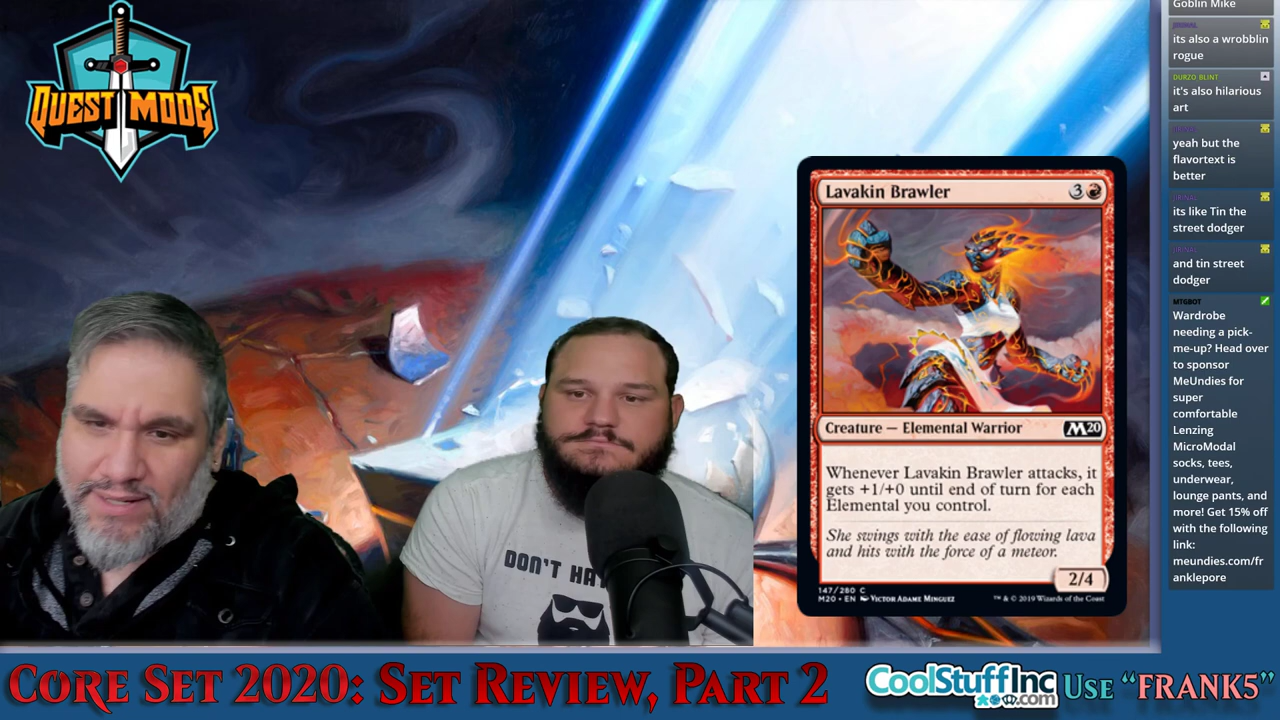 QUEST MODE
DON'T HA
Lavakin Brawler
3
Creature — Elemental Warrior
M20
Whenever Lavakin Brawler attacks, it
gets +1/+0 until end of turn for each
Elemental you control.
She swings with the ease of flowing lava
and hits with the force of a meteor.
2/4
147/280 C
M20 • EN VICTOR ADAME MINGUEZ
™ & © 2019 Wizards of the Coast
Goblin Mike
its also a wrobblin
rogue
DURZO BLINT
it's also hilarious
art
yeah but the
flavortext is
better
its like Tin the
street dodger
and tin street
dodger
MTGBOT
Wardrobe
needing a pick-
me-up? Head over
to sponsor
MeUndies for
super
comfortable
Lenzing
MicroModal
socks, tees,
underwear,
lounge pants, and
more! Get 15% off
with the following
link:
meundies.com/fr
anklepore
CORE SET 2020: SET REVIEW, PART 2
COOLSTUFFINC
.com
USE “FRANK5”